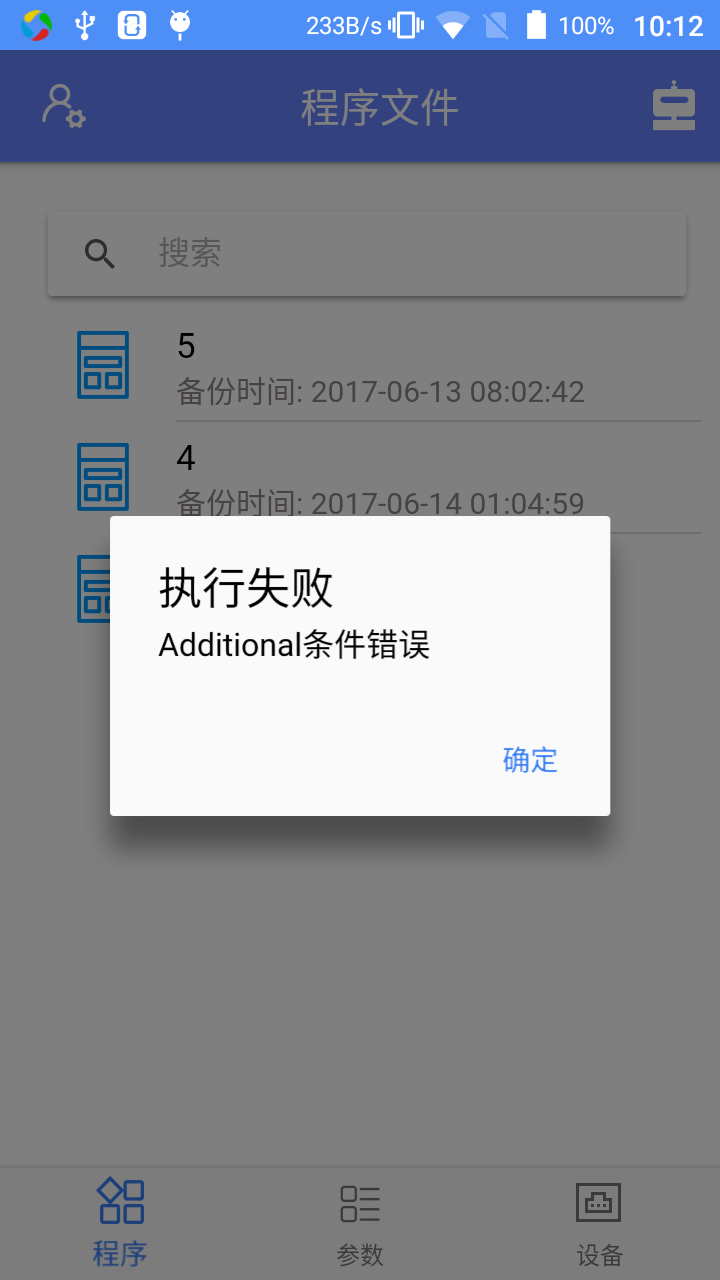 233B/s 100% 10:12
程序文件
搜索
5
备份时间: 2017-06-13 08:02:42
4
备份时间: 2017-06-14 01:04:59
执行失败
Additional条件错误
确定
程序 参数 设备